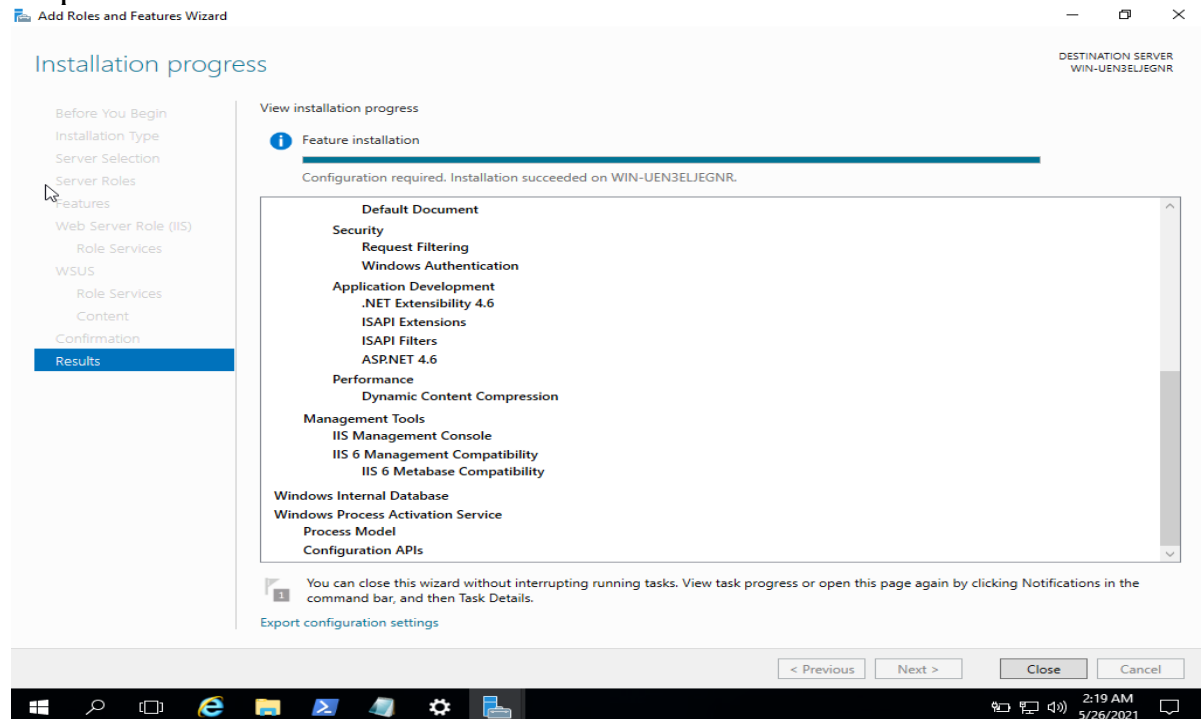 Add Roles and Features Wizard
Installation progress
DESTINATION SERVER
WIN-UEN3ELJEGNR
Before You Begin
Installation Type
Server Selection
Server Roles
Features
Web Server Role (IIS)
Role Services
WSUS
Role Services
Content
Confirmation
Results
View installation progress
Feature installation
Configuration required. Installation succeeded on WIN-UEN3ELJEGNR.
Default Document
Security
Request Filtering
Windows Authentication
Application Development
.NET Extensibility 4.6
ISAPI Extensions
ISAPI Filters
ASP.NET 4.6
Performance
Dynamic Content Compression
Management Tools
IIS Management Console
IIS 6 Management Compatibility
IIS 6 Metabase Compatibility
Windows Internal Database
Windows Process Activation Service
Process Model
Configuration APIs
1
You can close this wizard without interrupting running tasks. View task progress or open this page again by clicking Notifications in the
command bar, and then Task Details.
Export configuration settings
< Previous
Next >
Close
Cancel
2:19 AM
5/26/2021